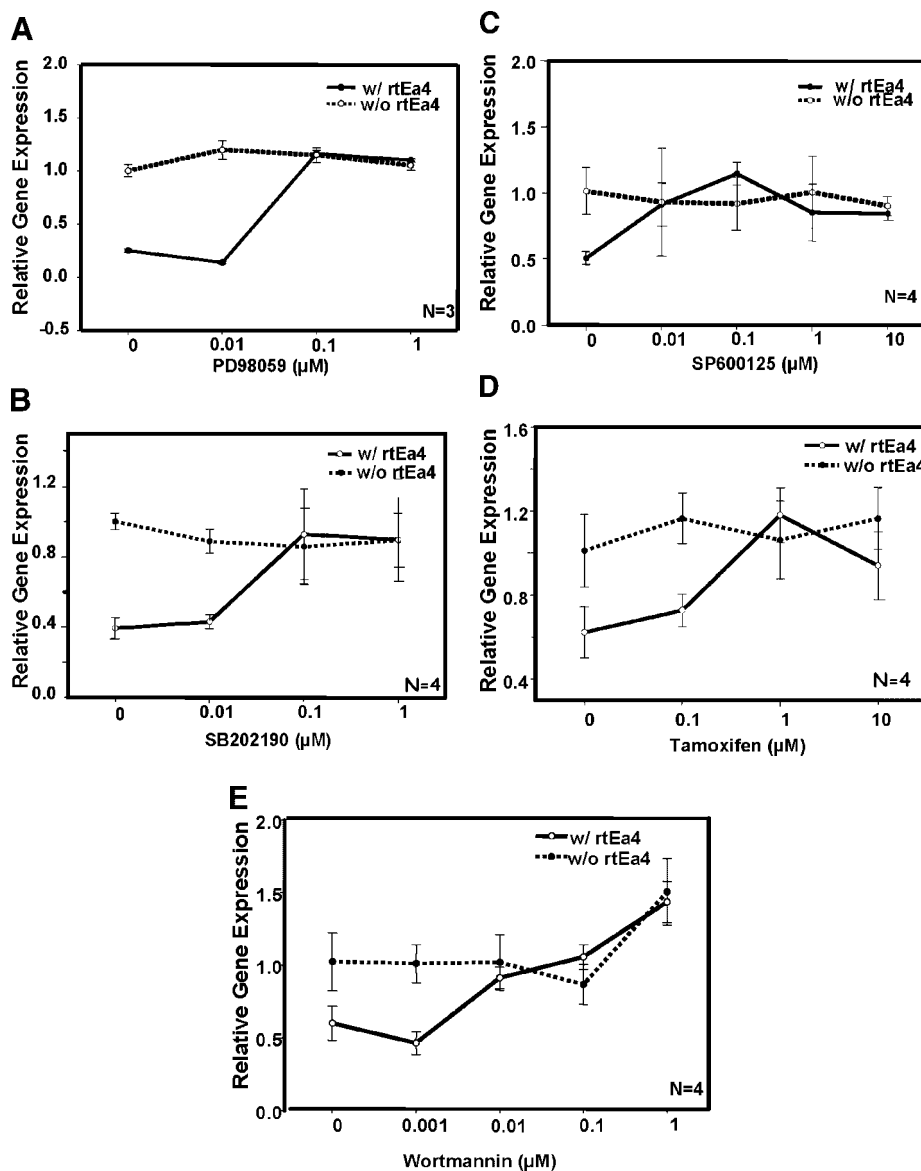 A
Relative Gene Expression
2.0
1.5
1.0
0.5
0.0
-0.5
w/ rtEa4
w/o rtEa4
N=3
0 0.01 0.1 1
PD98059 (µM)
B
Relative Gene Expression
1.2
0.8
0.4
0.0
w/ rtEa4
w/o rtEa4
N=4
0 0.01 0.1 1
SB202190 (µM)
C
Relative Gene Expression
2.0
1.5
1.0
0.5
0.0
w/ rtEa4
w/o rtEa4
N=4
0 0.01 0.1 1 10
SP600125 (µM)
D
Relative Gene Expression
1.6
1.2
0.8
0.4
w/ rtEa4
w/o rtEa4
N=4
0 0.1 1 10
Tamoxifen (µM)
E
Relative Gene Expression
2.0
1.5
1.0
0.5
0.0
w/ rtEa4
w/o rtEa4
N=4
0 0.001 0.01 0.1 1
Wortmannin (µM)